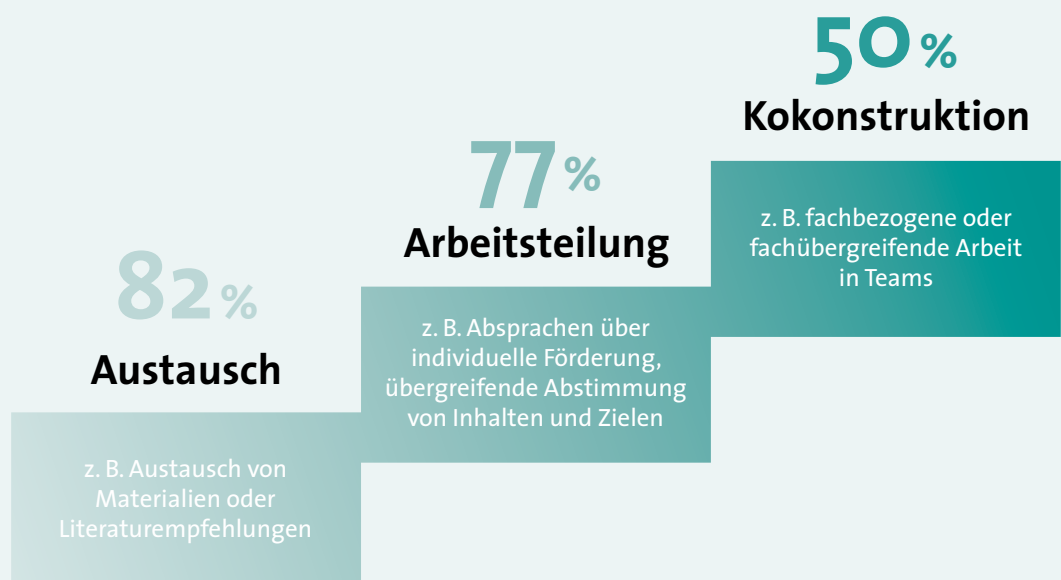 82 %
Austausch
z. B. Austausch von
Materialien oder
Literaturempfehlungen
77 %
Arbeitsteilung
z. B. Absprachen über
individuelle Förderung,
übergreifende Abstimmung
von Inhalten und Zielen
50 %
Kokonstruktion
z. B. fachbezogene oder
fachübergreifende Arbeit
in Teams